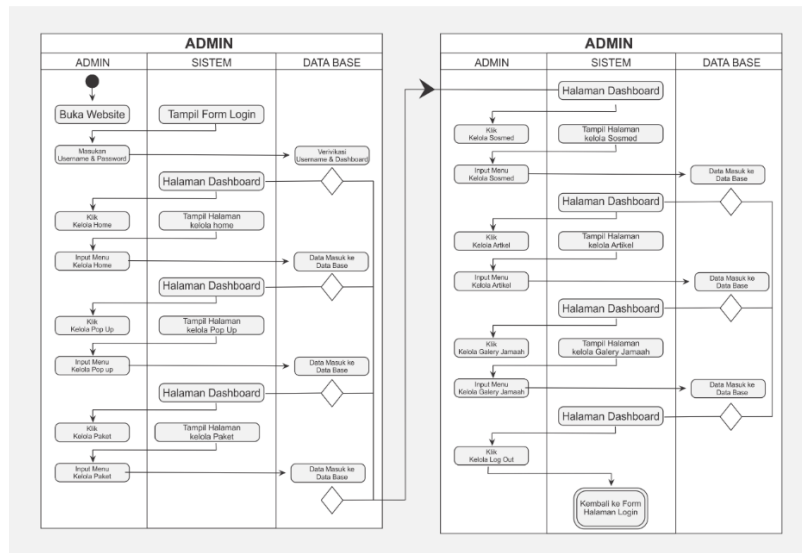 ADMIN
ADMIN
SISTEM
DATA BASE
Buka Website
Tampil Form Login
Masukan
Username & Password
Verivikasi
Username & Dashboard
Halaman Dashboard
Klik
Kelola Home
Tampil Halaman
kelola home
Input Menu
Kelola Home
Data Masuk ke
Data Base
Halaman Dashboard
Klik
Kelola Pop Up
Tampil Halaman
kelola Pop Up
Input Menu
Kelola Pop up
Data Masuk ke
Data Base
Halaman Dashboard
Klik
Kelola Paket
Tampil Halaman
kelola Paket
Input Menu
Kelola Paket
Data Masuk ke
Data Base
ADMIN
ADMIN
SISTEM
DATA BASE
Halaman Dashboard
Klik
Kelola Sosmed
Tampil Halaman
kelola Sosmed
Input Menu
Kelola Sosmed
Data Masuk ke
Data Base
Halaman Dashboard
Klik
Kelola Artikel
Tampil Halaman
kelola Artikel
Input Menu
Kelola Artikel
Data Masuk ke
Data Base
Halaman Dashboard
Klik
Kelola Galery Jamaah
Tampil Halaman
kelola Galery Jamaah
Input Menu
Kelola Galery Jamaah
Data Masuk ke
Data Base
Halaman Dashboard
Klik
Kelola Log Out
Kembali ke Form
Halaman Login